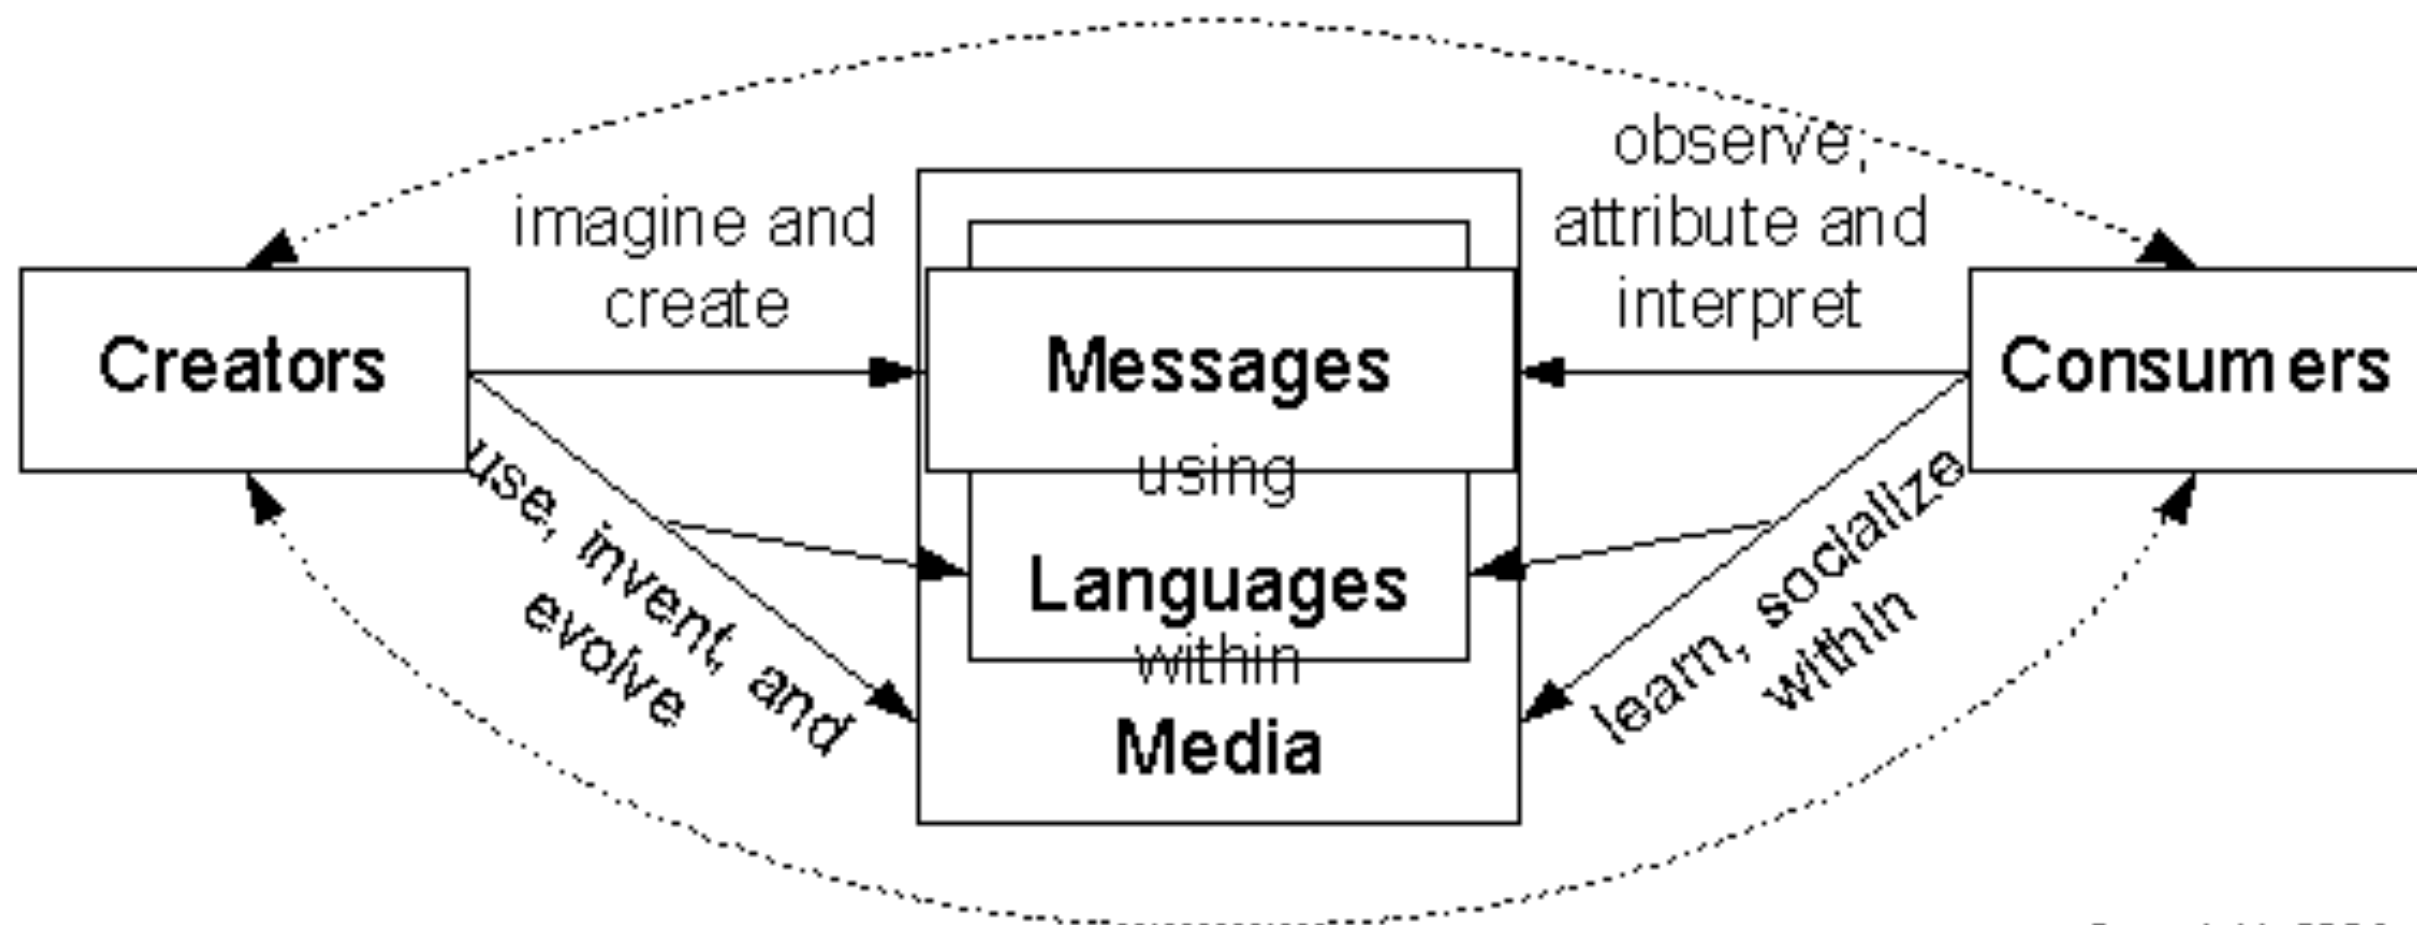 observe,
imagine and
attribute and
create
interpret
Creators
Messages
Consumers
using
use, invent, and
evolve
Languages
learn, socialize
within
within
Media